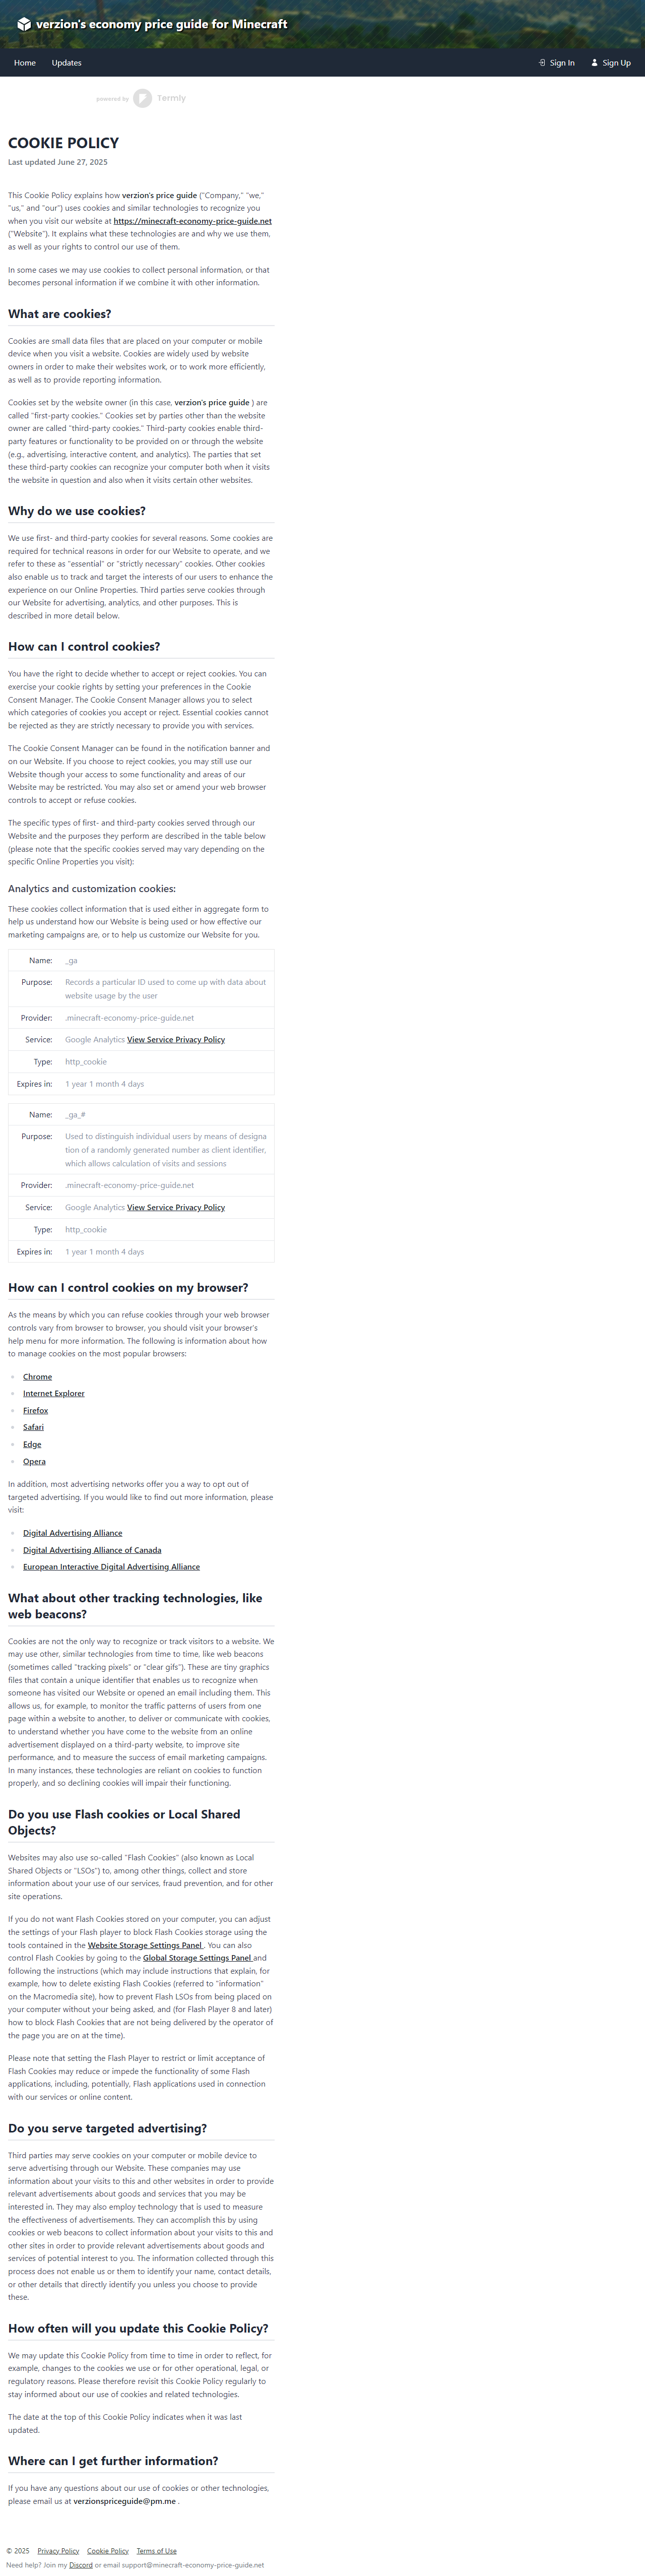 verzion's economy price guide for Minecraft
Home Updates Sign In Sign Up
powered by Termly
COOKIE POLICY
Last updated June 27, 2025
This Cookie Policy explains how verzion's price guide ("Company," "we,"
"us," and "our") uses cookies and similar technologies to recognize you
when you visit our website at https://minecraft-economy-price-guide.net
("Website"). It explains what these technologies are and why we use them,
as well as your rights to control our use of them.
In some cases we may use cookies to collect personal information, or that
becomes personal information if we combine it with other information.
What are cookies?
Cookies are small data files that are placed on your computer or mobile
device when you visit a website. Cookies are widely used by website
owners in order to make their websites work, or to work more efficiently,
as well as to provide reporting information.
Cookies set by the website owner (in this case, verzion's price guide ) are
called "first-party cookies." Cookies set by parties other than the website
owner are called "third-party cookies." Third-party cookies enable third-
party features or functionality to be provided on or through the website
(e.g., advertising, interactive content, and analytics). The parties that set
these third-party cookies can recognize your computer both when it visits
the website in question and also when it visits certain other websites.
Why do we use cookies?
We use first- and third-party cookies for several reasons. Some cookies are
required for technical reasons in order for our Website to operate, and we
refer to these as "essential" or "strictly necessary" cookies. Other cookies
also enable us to track and target the interests of our users to enhance the
experience on our Online Properties. Third parties serve cookies through
our Website for advertising, analytics, and other purposes. This is
described in more detail below.
How can I control cookies?
You have the right to decide whether to accept or reject cookies. You can
exercise your cookie rights by setting your preferences in the Cookie
Consent Manager. The Cookie Consent Manager allows you to select
which categories of cookies you accept or reject. Essential cookies cannot
be rejected as they are strictly necessary to provide you with services.
The Cookie Consent Manager can be found in the notification banner and
on our Website. If you choose to reject cookies, you may still use our
Website though your access to some functionality and areas of our
Website may be restricted. You may also set or amend your web browser
controls to accept or refuse cookies.
The specific types of first- and third-party cookies served through our
Website and the purposes they perform are described in the table below
(please note that the specific cookies served may vary depending on the
specific Online Properties you visit):
Analytics and customization cookies:
These cookies collect information that is used either in aggregate form to
help us understand how our Website is being used or how effective our
marketing campaigns are, or to help us customize our Website for you.
Name: _ga
Purpose: Records a particular ID used to come up with data about
website usage by the user
Provider: .minecraft-economy-price-guide.net
Service: Google Analytics View Service Privacy Policy
Type: http_cookie
Expires in: 1 year 1 month 4 days
Name: _ga_#
Purpose: Used to distinguish individual users by means of designa
tion of a randomly generated number as client identifier,
which allows calculation of visits and sessions
Provider: .minecraft-economy-price-guide.net
Service: Google Analytics View Service Privacy Policy
Type: http_cookie
Expires in: 1 year 1 month 4 days
How can I control cookies on my browser?
As the means by which you can refuse cookies through your web browser
controls vary from browser to browser, you should visit your browser's
help menu for more information. The following is information about how
to manage cookies on the most popular browsers:
Chrome
Internet Explorer
Firefox
Safari
Edge
Opera
In addition, most advertising networks offer you a way to opt out of
targeted advertising. If you would like to find out more information, please
visit:
Digital Advertising Alliance
Digital Advertising Alliance of Canada
European Interactive Digital Advertising Alliance
What about other tracking technologies, like
web beacons?
Cookies are not the only way to recognize or track visitors to a website. We
may use other, similar technologies from time to time, like web beacons
(sometimes called "tracking pixels" or "clear gifs"). These are tiny graphics
files that contain a unique identifier that enables us to recognize when
someone has visited our Website or opened an email including them. This
allows us, for example, to monitor the traffic patterns of users from one
page within a website to another, to deliver or communicate with cookies,
to understand whether you have come to the website from an online
advertisement displayed on a third-party website, to improve site
performance, and to measure the success of email marketing campaigns.
In many instances, these technologies are reliant on cookies to function
properly, and so declining cookies will impair their functioning.
Do you use Flash cookies or Local Shared
Objects?
Websites may also use so-called "Flash Cookies" (also known as Local
Shared Objects or "LSOs") to, among other things, collect and store
information about your use of our services, fraud prevention, and for other
site operations.
If you do not want Flash Cookies stored on your computer, you can adjust
the settings of your Flash player to block Flash Cookies storage using the
tools contained in the Website Storage Settings Panel . You can also
control Flash Cookies by going to the Global Storage Settings Panel and
following the instructions (which may include instructions that explain, for
example, how to delete existing Flash Cookies (referred to "information"
on the Macromedia site), how to prevent Flash LSOs from being placed on
your computer without your being asked, and (for Flash Player 8 and later)
how to block Flash Cookies that are not being delivered by the operator of
the page you are on at the time).
Please note that setting the Flash Player to restrict or limit acceptance of
Flash Cookies may reduce or impede the functionality of some Flash
applications, including, potentially, Flash applications used in connection
with our services or online content.
Do you serve targeted advertising?
Third parties may serve cookies on your computer or mobile device to
serve advertising through our Website. These companies may use
information about your visits to this and other websites in order to provide
relevant advertisements about goods and services that you may be
interested in. They may also employ technology that is used to measure
the effectiveness of advertisements. They can accomplish this by using
cookies or web beacons to collect information about your visits to this and
other sites in order to provide relevant advertisements about goods and
services of potential interest to you. The information collected through this
process does not enable us or them to identify your name, contact details,
or other details that directly identify you unless you choose to provide
these.
How often will you update this Cookie Policy?
We may update this Cookie Policy from time to time in order to reflect, for
example, changes to the cookies we use or for other operational, legal, or
regulatory reasons. Please therefore revisit this Cookie Policy regularly to
stay informed about our use of cookies and related technologies.
The date at the top of this Cookie Policy indicates when it was last
updated.
Where can I get further information?
If you have any questions about our use of cookies or other technologies,
please email us at verzionspriceguide@pm.me .
© 2025 Privacy Policy Cookie Policy Terms of Use
Need help? Join my Discord or email support@minecraft-economy-price-guide.net